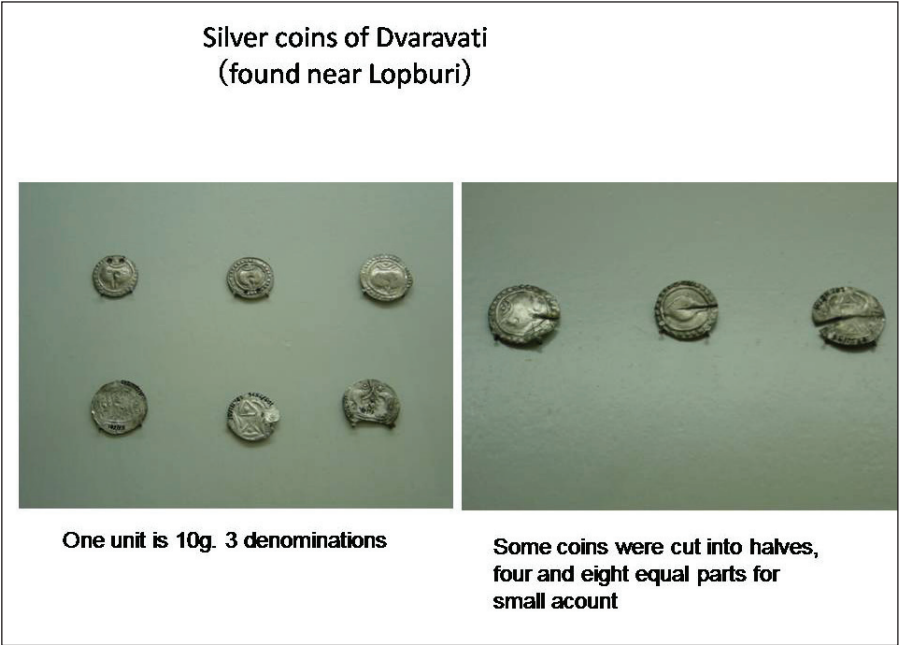 Silver coins of Dvaravati
（found near Lopburi）
One unit is 10g. 3 denominations
Some coins were cut into halves,
four and eight equal parts for
small acount